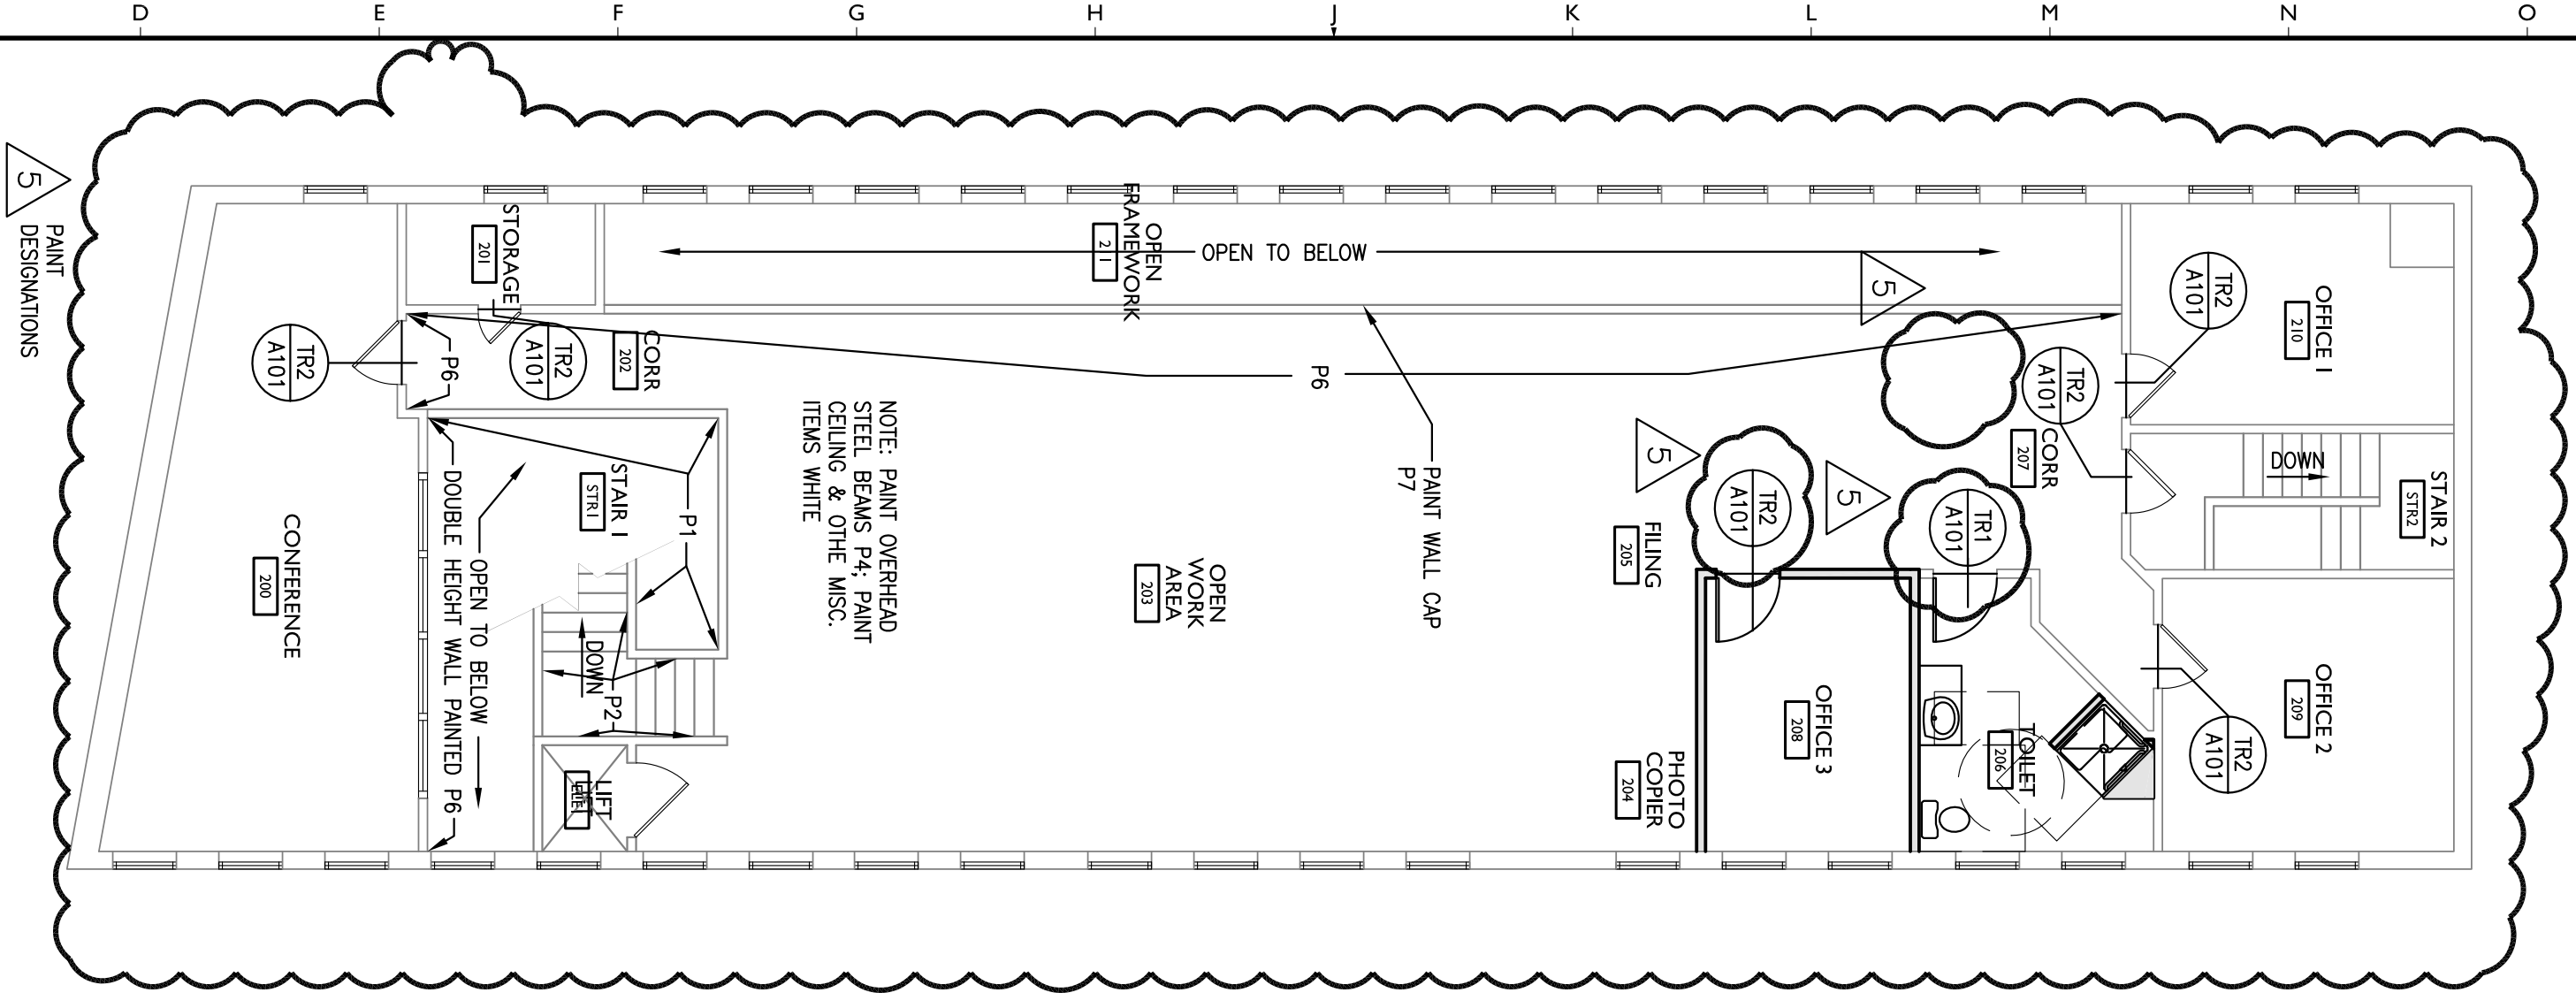 D
E
F
G
H
J
K
L
M
N
O
5
PAINT
DESIGNATIONS
STORAGE
201
OPEN
FRAMEWORK
211
OPEN TO BELOW
5
TR2
A101
OFFICE 1
210
TR2
A101
P6
TR2
A101
CORR
202
P6
TR2
A101
CORR
207
DOWN
STAIR 2
STR2
NOTE: PAINT OVERHEAD
STEEL BEAMS P4; PAINT
CEILING & OTHE MISC.
ITEMS WHITE
PAINT WALL CAP
P7
5
TR2
A101
5
TR1
A101
STAIR 1
STR1
P1
CONFERENCE
200
DOUBLE HEIGHT WALL PAINTED P6
OPEN TO BELOW
DOWN
P2
LIFT
OPEN
WORK
AREA
203
FILING
205
PHOTO
COPIER
204
OFFICE 3
208
TOILET
206
OFFICE 2
209
TR2
A101